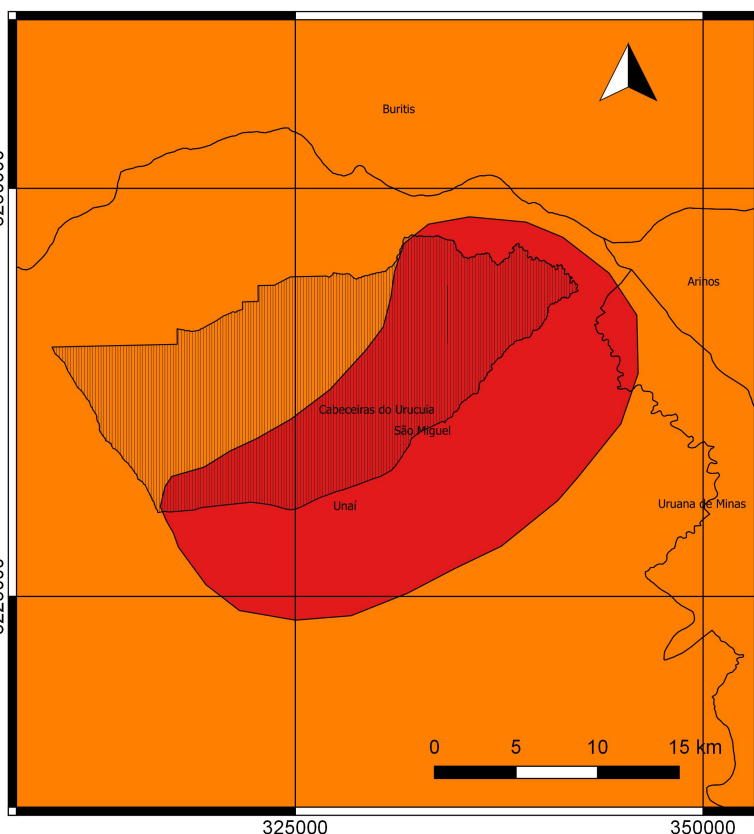 Buritis
Arinos
Cabeceiras do Urucuia
São Miguel
Unaí
Uruana de Minas
0 5 10 15 km
325000 350000